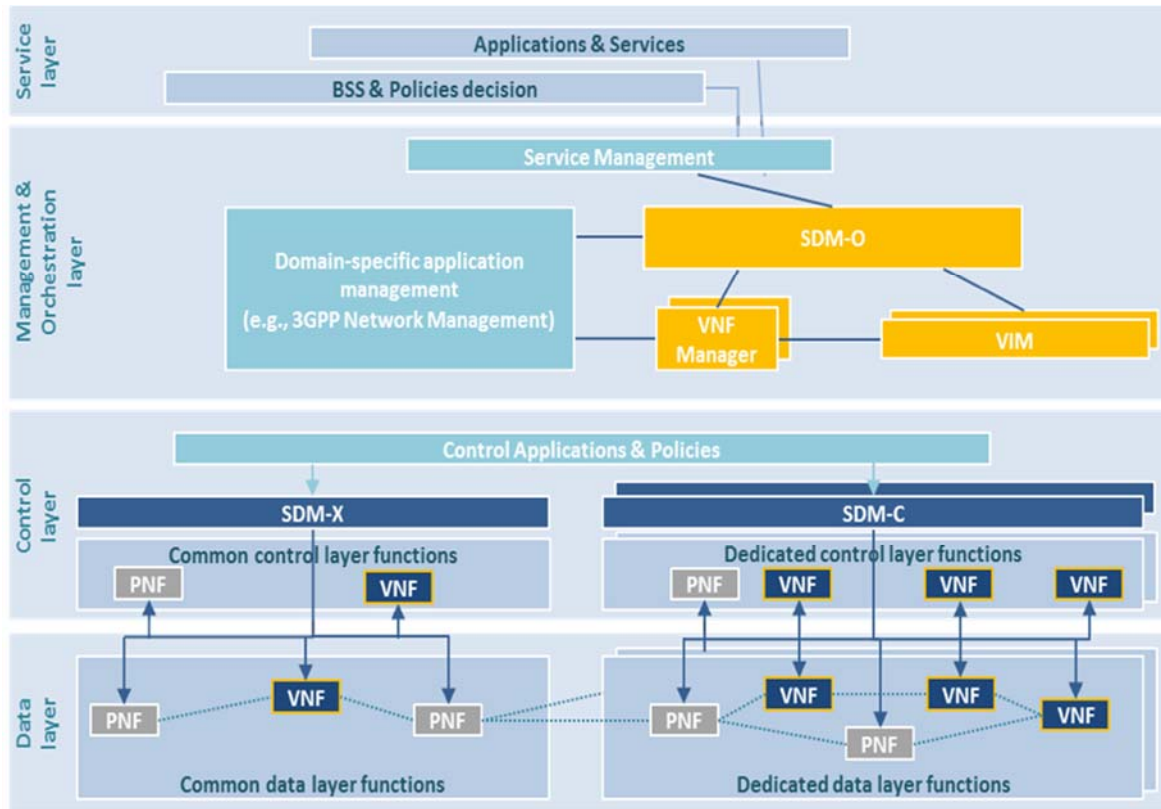 Service
layer
Applications & Services
BSS & Policies decision
Management &
Orchestration
layer
Service Management
SDM-O
Domain-specific application
management
(e.g., 3GPP Network Management)
VNF
Manager
VIM
Control
layer
Control Applications & Policies
SDM-X
SDM-C
Common control layer functions
PNF
VNF
Dedicated control layer functions
PNF
VNF
VNF
VNF
Data
layer
PNF
VNF
PNF
Common data layer functions
PNF
VNF
VNF
PNF
VNF
Dedicated data layer functions